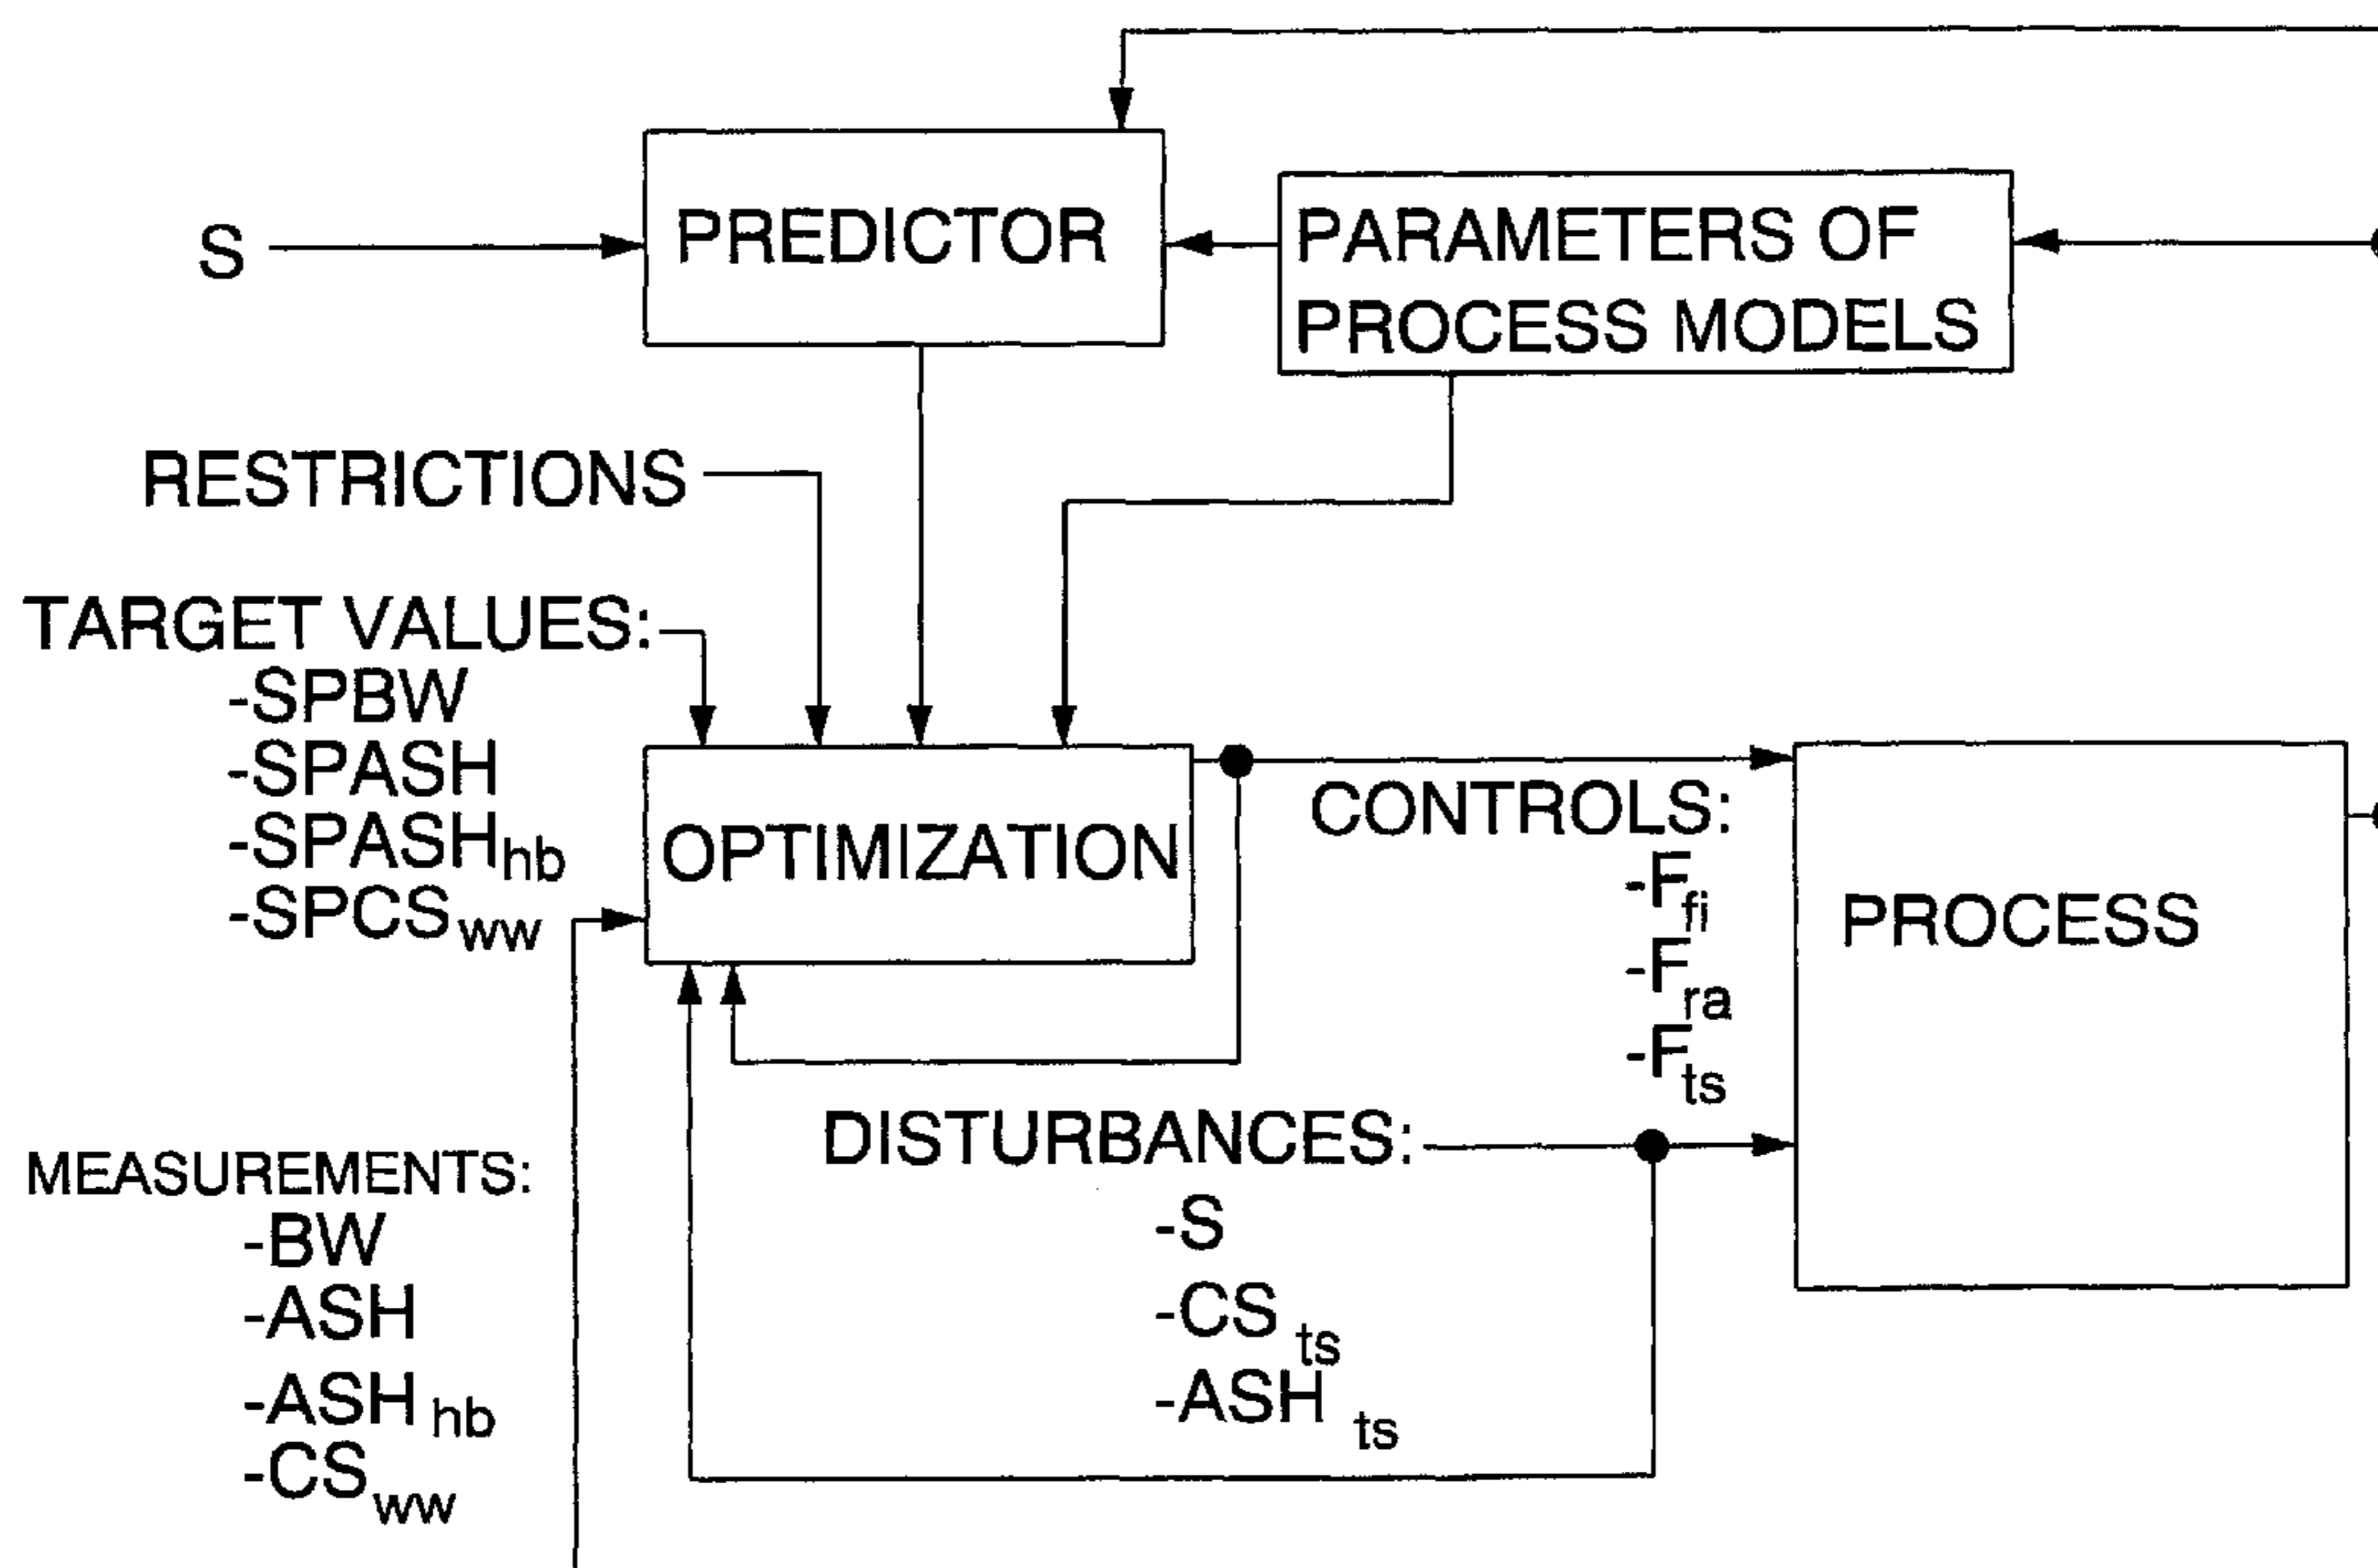 S
PREDICTOR
PARAMETERS OF
PROCESS MODELS
RESTRICTIONS
TARGET VALUES:
-SPBW
-SPASH
-SPASHhb
-SPCSww
OPTIMIZATION
CONTROLS:
-Ffi
-Fra
-Fts
PROCESS
DISTURBANCES:
-S
-CSts
-ASHts
MEASUREMENTS:
-BW
-ASH
-ASHhb
-CSww